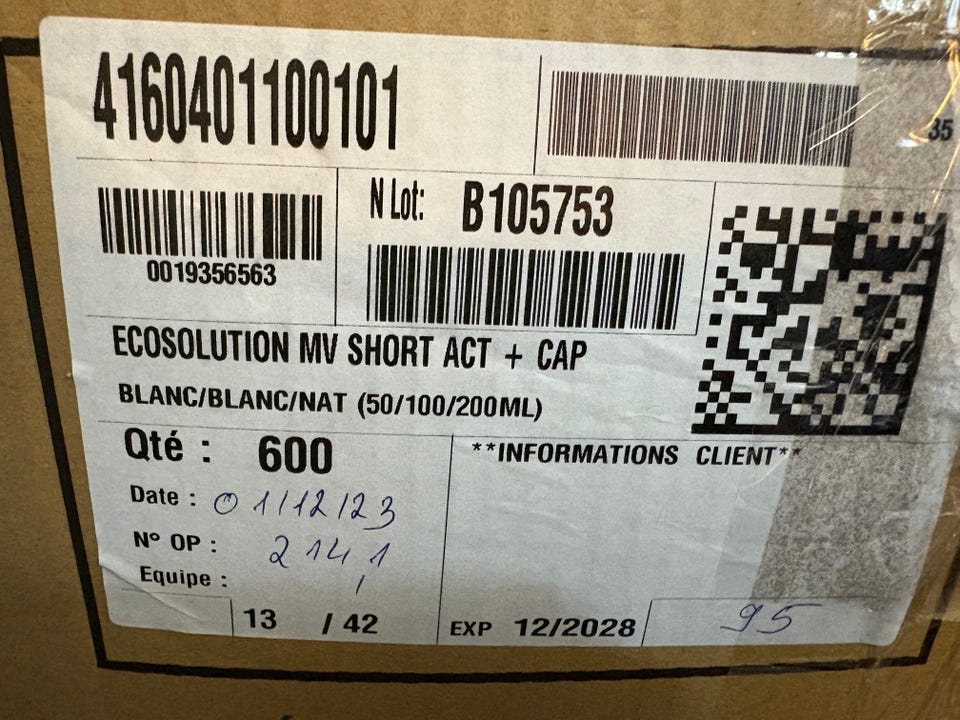 4160401100101
35
N Lot: B105753
0019356563
ECOSOLUTION MV SHORT ACT + CAP
BLANC/BLANC/NAT (50/100/200ML)
Qté : 600
**INFORMATIONS CLIENT**
Date : 01/12/23
N° OP : 2141
Equipe :
13 / 42
EXP 12/2028
95